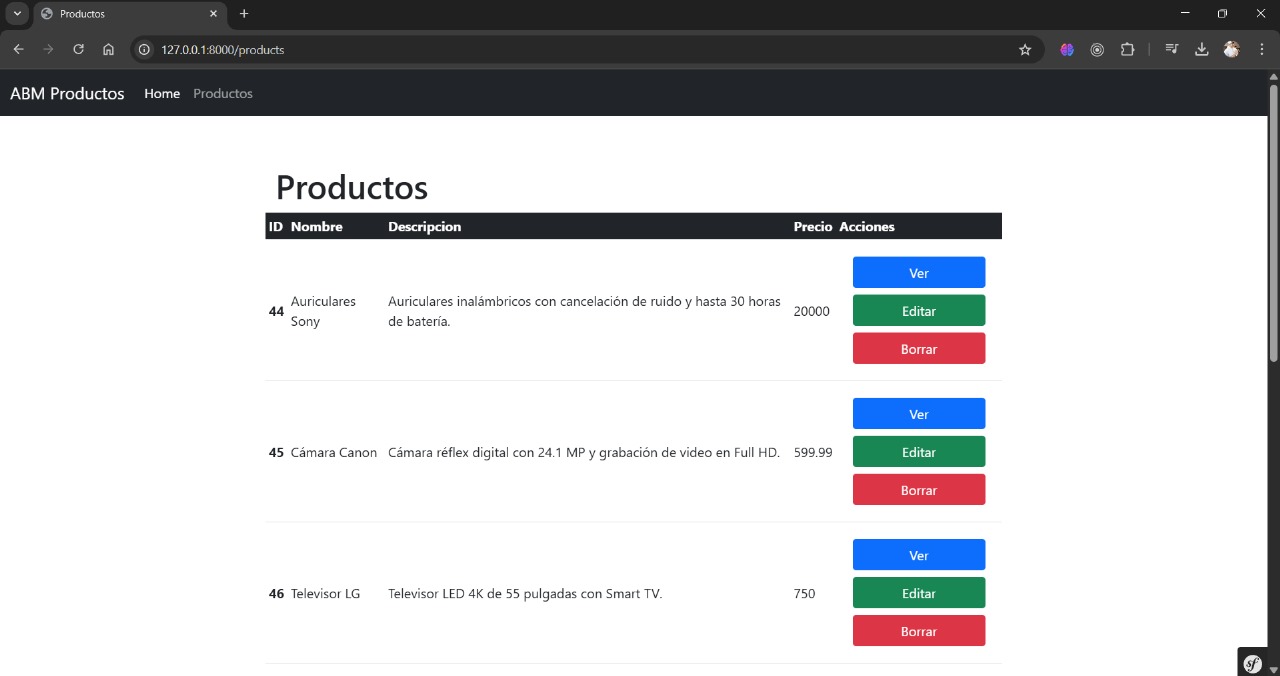 Productos
127.0.0.1:8000/products
ABM Productos Home Productos
Productos
ID Nombre Descripcion Precio Acciones
Ver
44 Auriculares Sony Auriculares inalámbricos con cancelación de ruido y hasta 30 horas de batería. 20000
Editar
Borrar
Ver
45 Cámara Canon Cámara réflex digital con 24.1 MP y grabación de video en Full HD. 599.99
Editar
Borrar
Ver
46 Televisor LG Televisor LED 4K de 55 pulgadas con Smart TV. 750
Editar
Borrar
sf